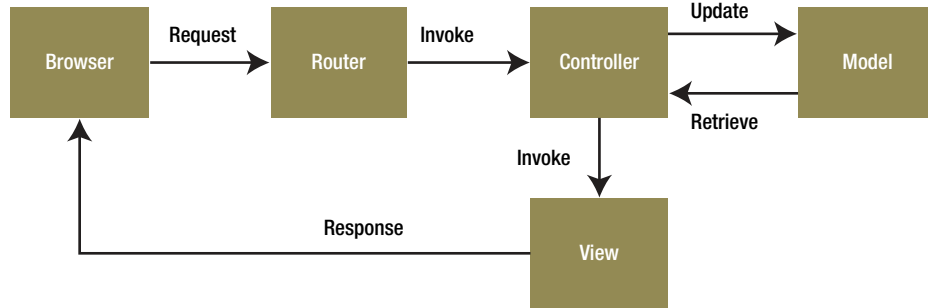 Update
Request
Invoke
Browser
Router
Controller
Model
Retrieve
Invoke
Response
View